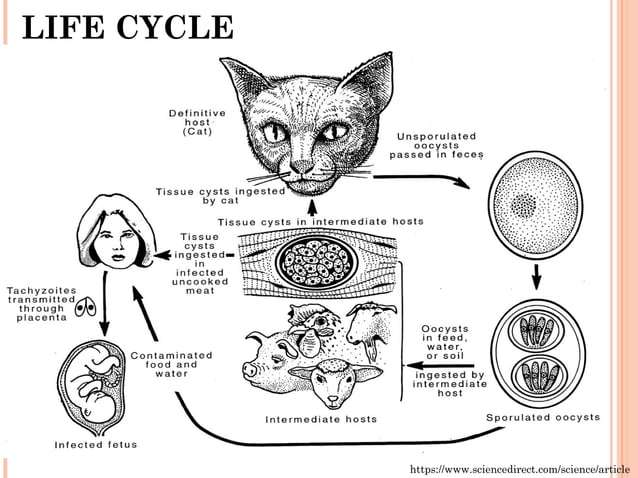 LIFE CYCLE
Definitive
host
(Cat)
Unsporulated
oocysts
passed in feces
Tissue cysts ingested
by cat
Tissue cysts in intermediate hosts
Tissue
cysts
ingested
in
infected
uncooked
meat
Tachyzoites
transmitted
through
placenta
Contaminated
food and
water
Oocysts
in feed,
water,
or soil
ingested by
intermediate
host
Intermediate hosts
Sporulated oocysts
Infected fetus
https://www.sciencedirect.com/science/article